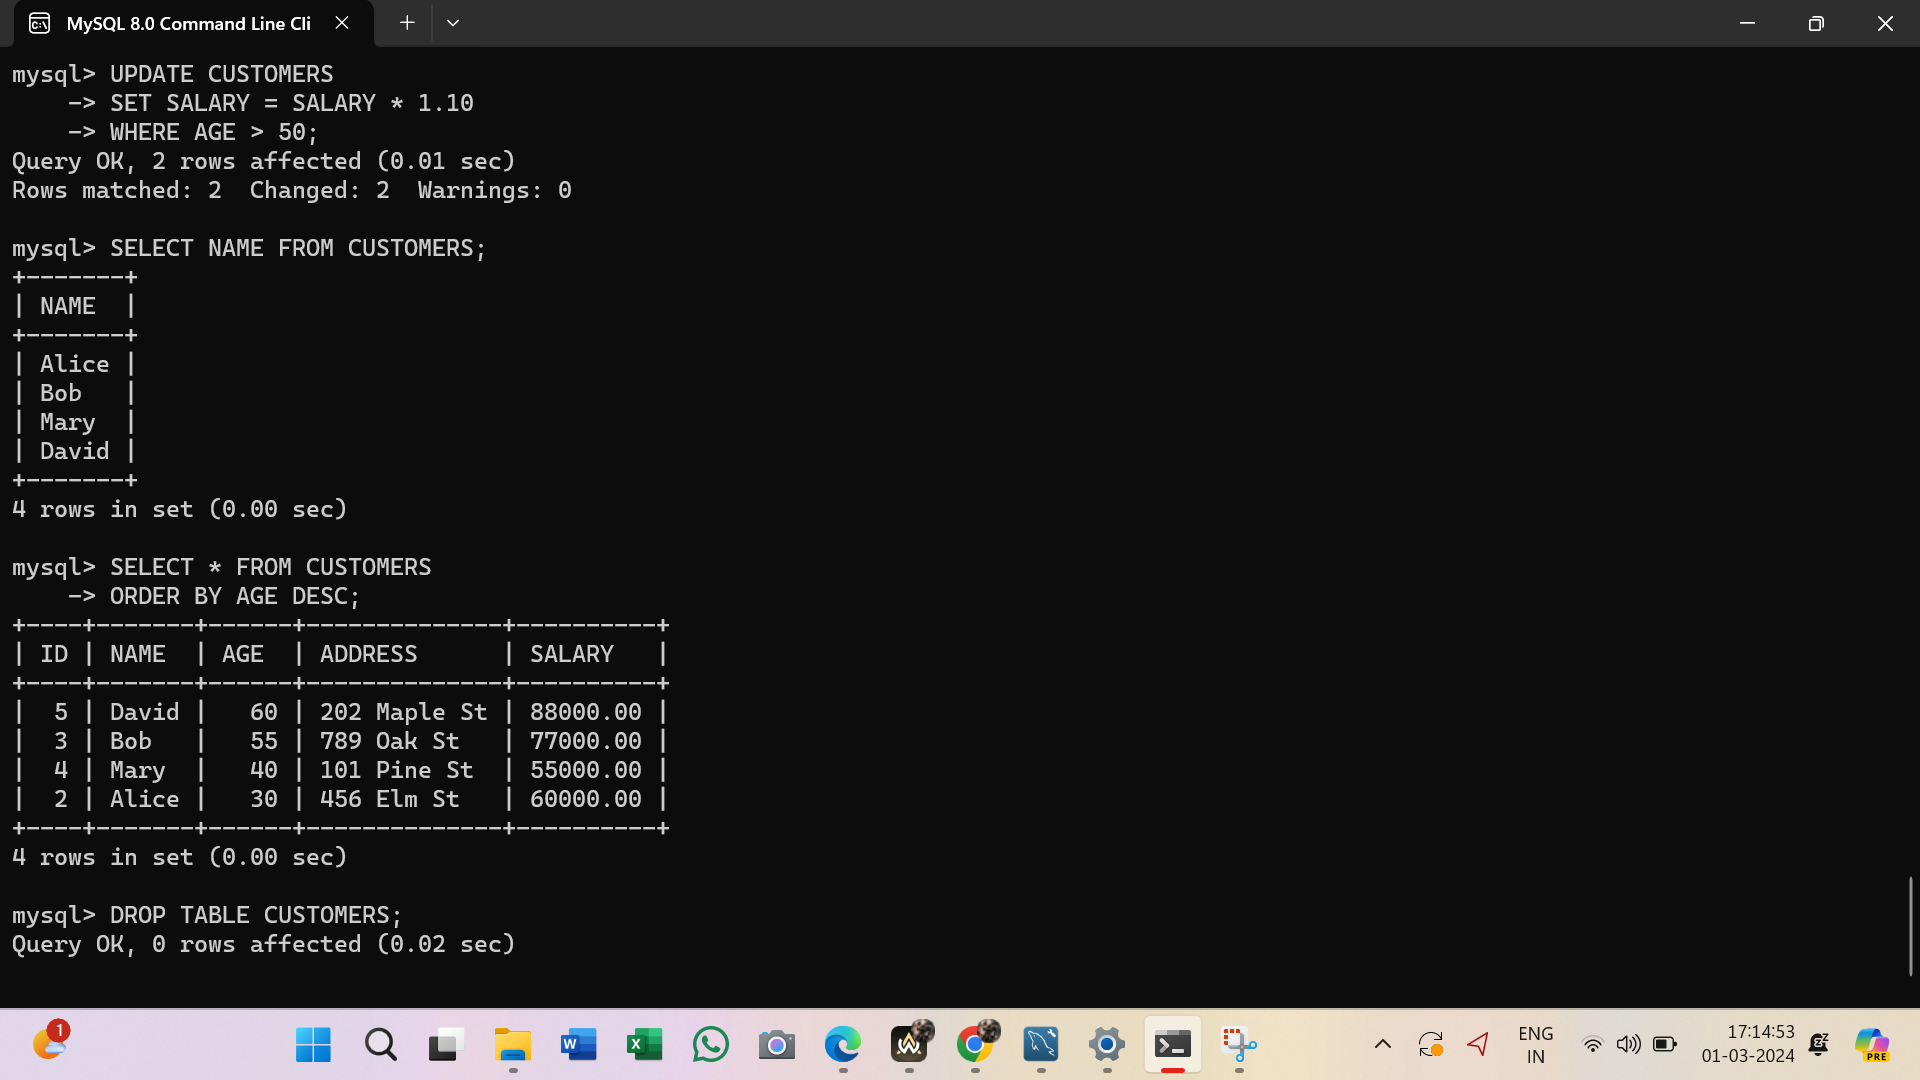 MySQL 8.0 Command Line Cli
mysql> UPDATE CUSTOMERS
    -> SET SALARY = SALARY * 1.10
    -> WHERE AGE > 50;
Query OK, 2 rows affected (0.01 sec)
Rows matched: 2  Changed: 2  Warnings: 0

mysql> SELECT NAME FROM CUSTOMERS;
+-------+
| NAME  |
+-------+
| Alice |
| Bob   |
| Mary  |
| David |
+-------+
4 rows in set (0.00 sec)

mysql> SELECT * FROM CUSTOMERS
    -> ORDER BY AGE DESC;
+----+-------+------+--------------+----------+
| ID | NAME  | AGE  | ADDRESS      | SALARY   |
+----+-------+------+--------------+----------+
|  5 | David |   60 | 202 Maple St | 88000.00 |
|  3 | Bob   |   55 | 789 Oak St   | 77000.00 |
|  4 | Mary  |   40 | 101 Pine St  | 55000.00 |
|  2 | Alice |   30 | 456 Elm St   | 60000.00 |
+----+-------+------+--------------+----------+
4 rows in set (0.00 sec)

mysql> DROP TABLE CUSTOMERS;
Query OK, 0 rows affected (0.02 sec)
1
W
X
ENG
IN
17:14:53
01-03-2024
PRE